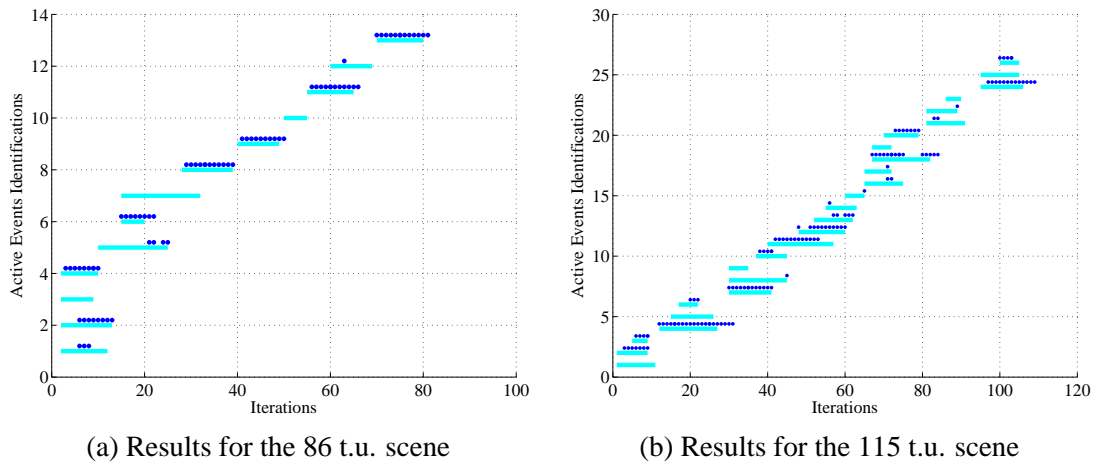 14
12
10
8
6
4
2
0
Active Events Identifications
0 20 40 60 80 100
Iterations
(a) Results for the 86 t.u. scene
30
25
20
15
10
5
0
Active Events Identifications
0 20 40 60 80 100 120
Iterations
(b) Results for the 115 t.u. scene